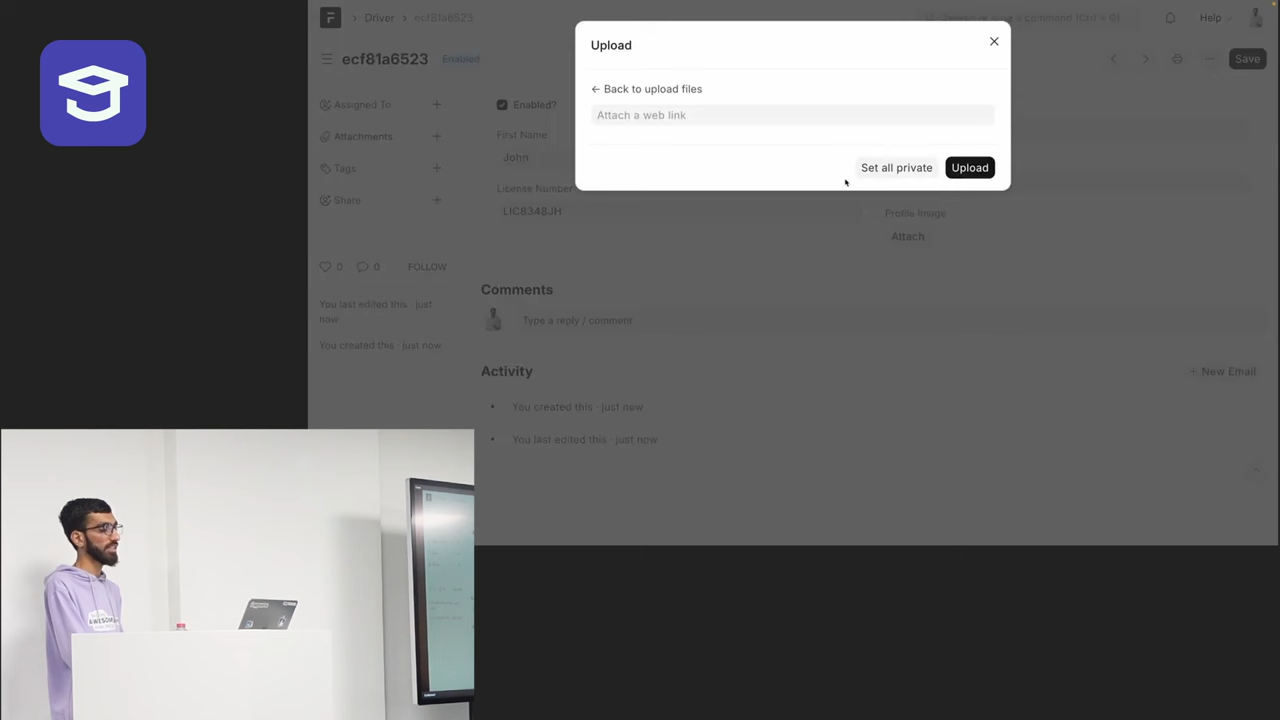 F
Driver
ecf81a6523
Help
ecf81a6523
Enabled
Save
Upload
Back to upload files
Attach a web link
Set all private
Upload
Assigned To
Attachments
Tags
Share
Enabled?
First Name
John
License Number
LIC8348JH
Profile Image
Attach
0
0
FOLLOW
You last edited this · just
now
You created this · just now
Comments
Type a reply / comment
Activity
+ New Email
You created this · just now
You last edited this · just now
AWESOME